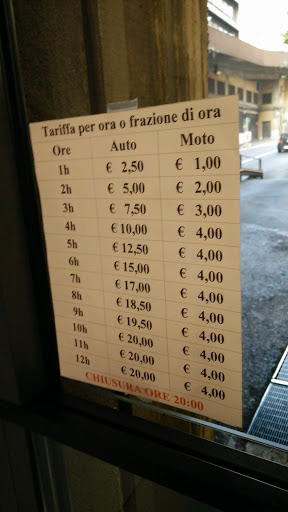 Tariffa per ora o frazione di ora
Ore Auto Moto
1h € 2,50 € 1,00
2h € 5,00 € 2,00
3h € 7,50 € 3,00
4h € 10,00 € 4,00
5h € 12,50 € 4,00
6h € 15,00 € 4,00
7h € 17,00 € 4,00
8h € 18,50 € 4,00
9h € 19,50 € 4,00
10h € 20,00 € 4,00
11h € 20,00 € 4,00
12h € 20,00 € 4,00
CHIUSURA ORE 20:00